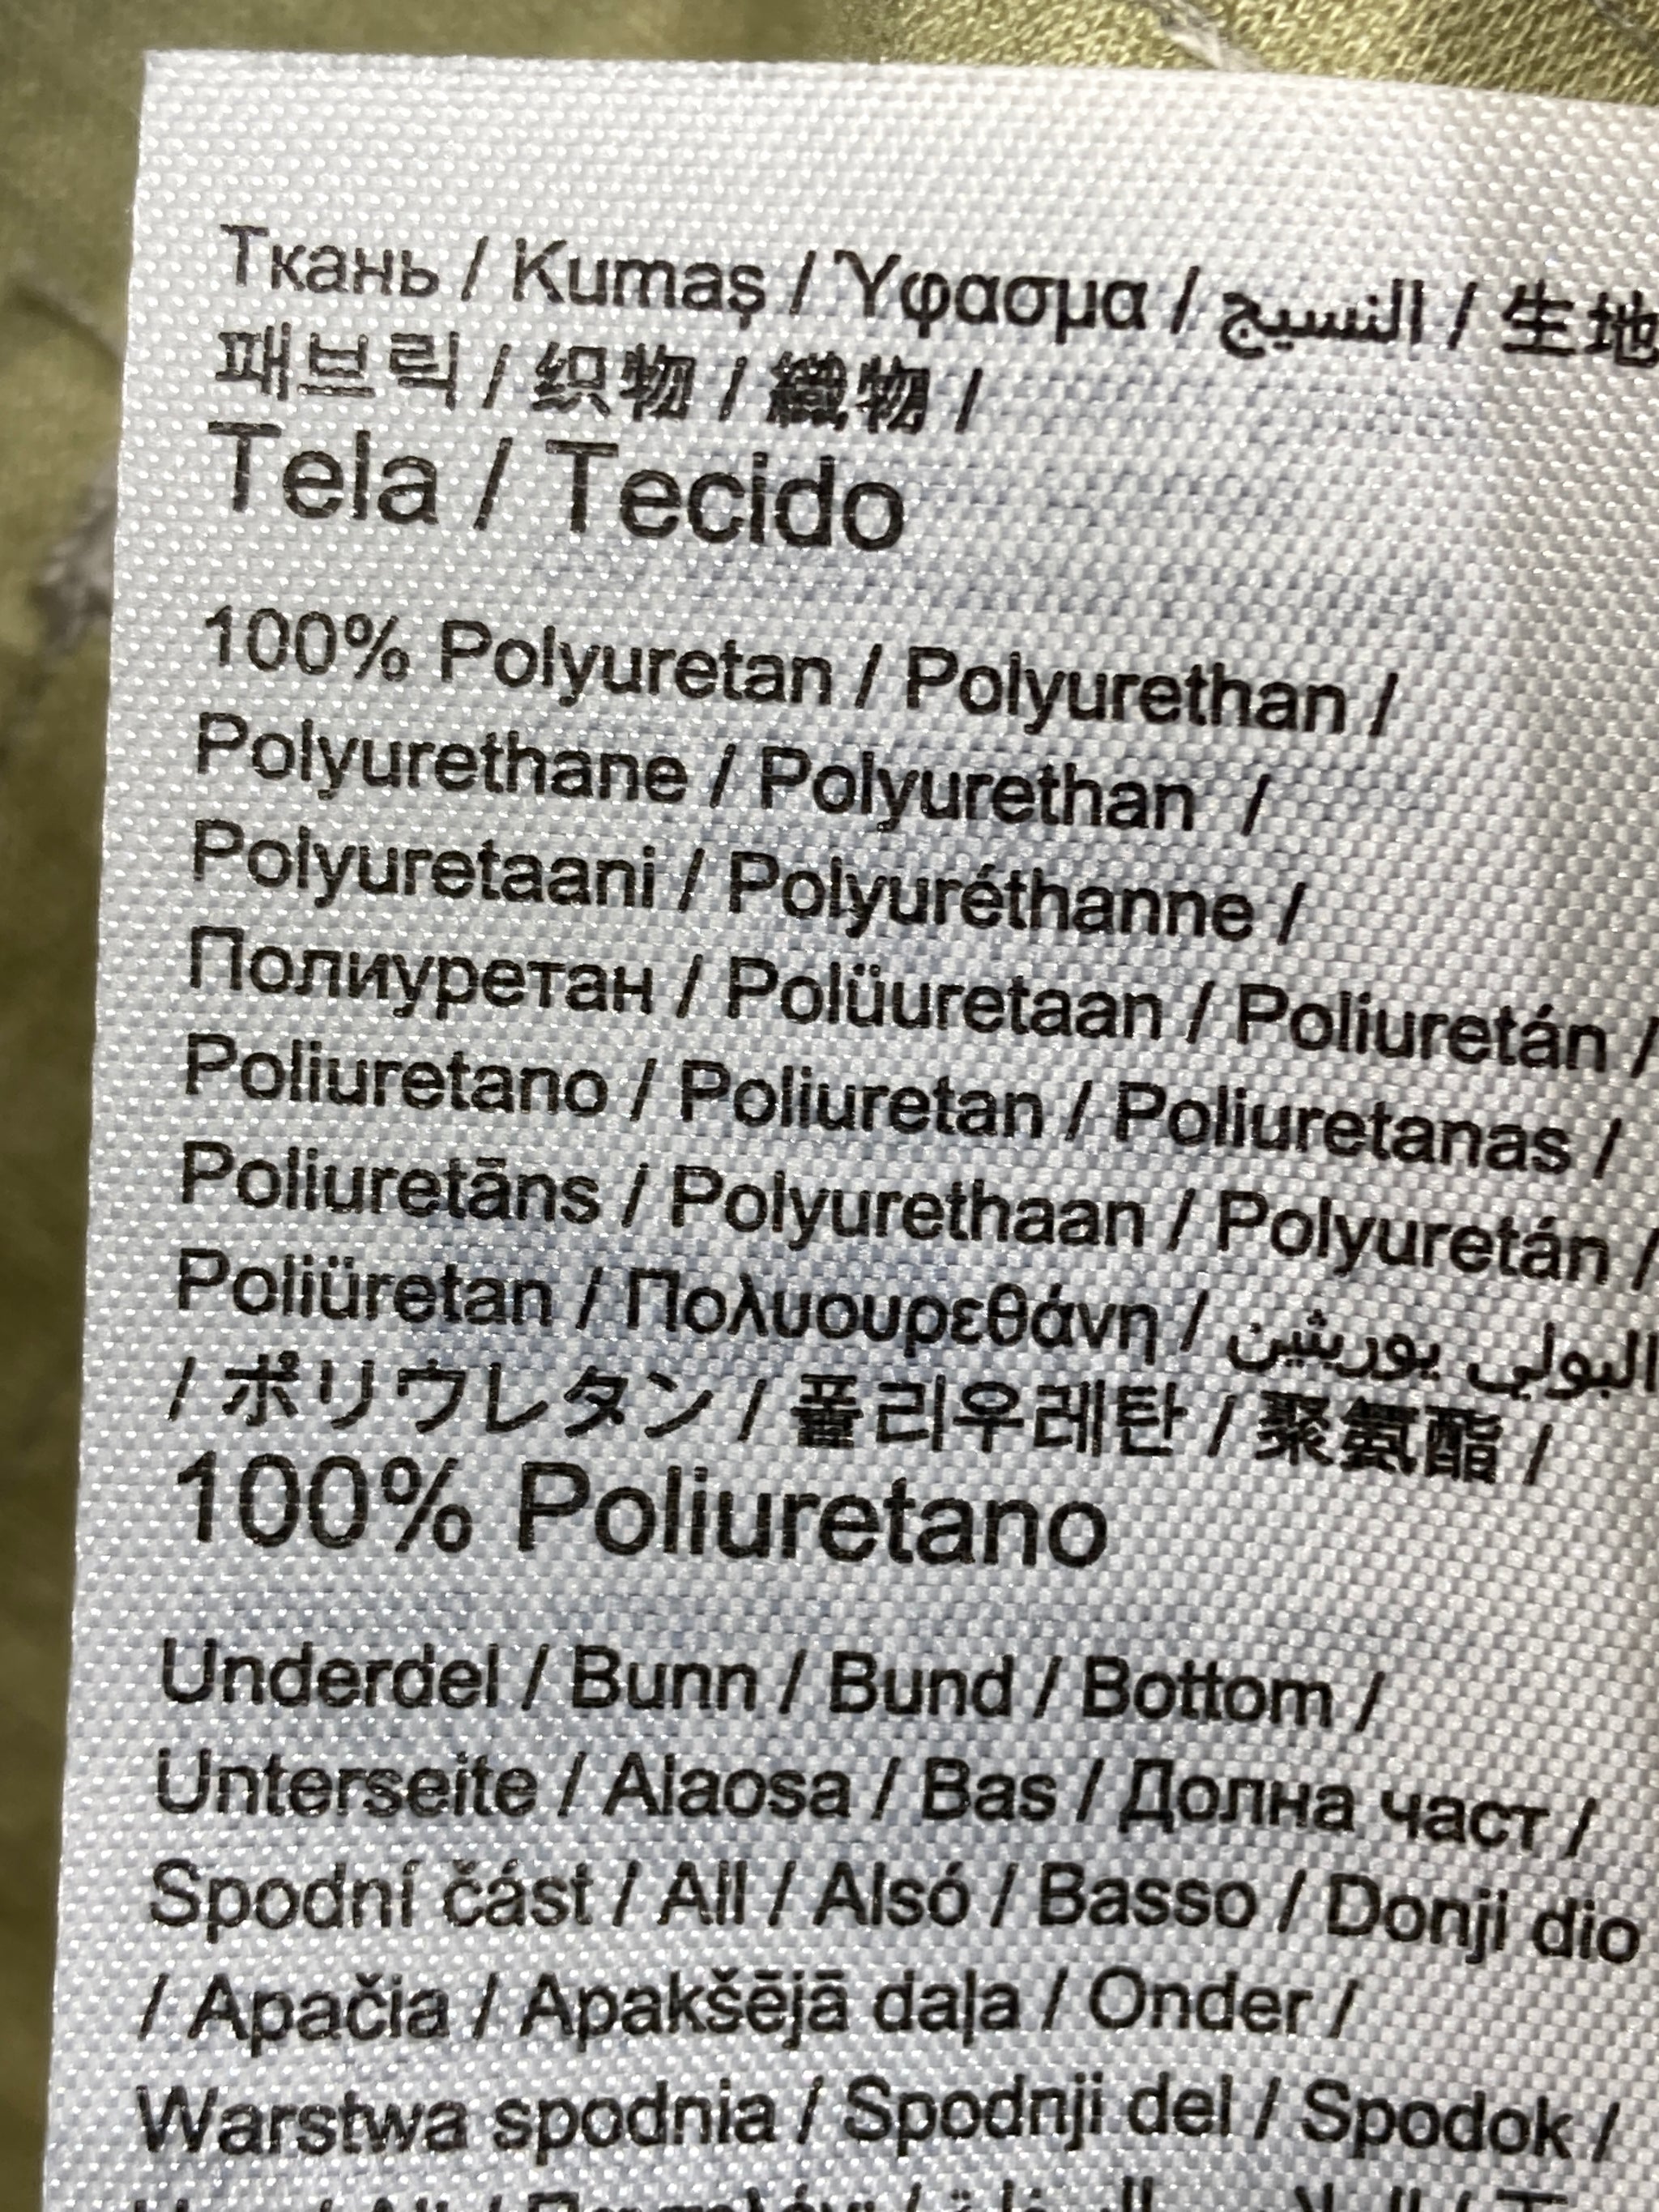 Ткань / Kumaş / Ύφασμα / النسيج / 生地
패브릭 / 织物 / 織物 /
Tela / Tecido
100% Polyuretan / Polyurethan /
Polyurethane / Polyurethan /
Polyuretaani / Polyuréthanne /
Полиуретан / Polüuretaan / Poliuretán /
Poliuretano / Poliuretan / Poliuretanas /
Poliuretāns / Polyurethaan / Polyuretán /
Poliüretan / Πολυουρεθάνη / البولي يوريثين
/ ポリウレタン / 폴리우레탄 / 聚氨酯 /
100% Poliuretano
Underdel / Bunn / Bund / Bottom /
Unterseite / Alaosa / Bas / Долна част /
Spodní část / All / Alsó / Basso / Donji dio
/ Apačia / Apakšējā daļa / Onder /
Warstwa spodnia / Spodnji del / Spodok /